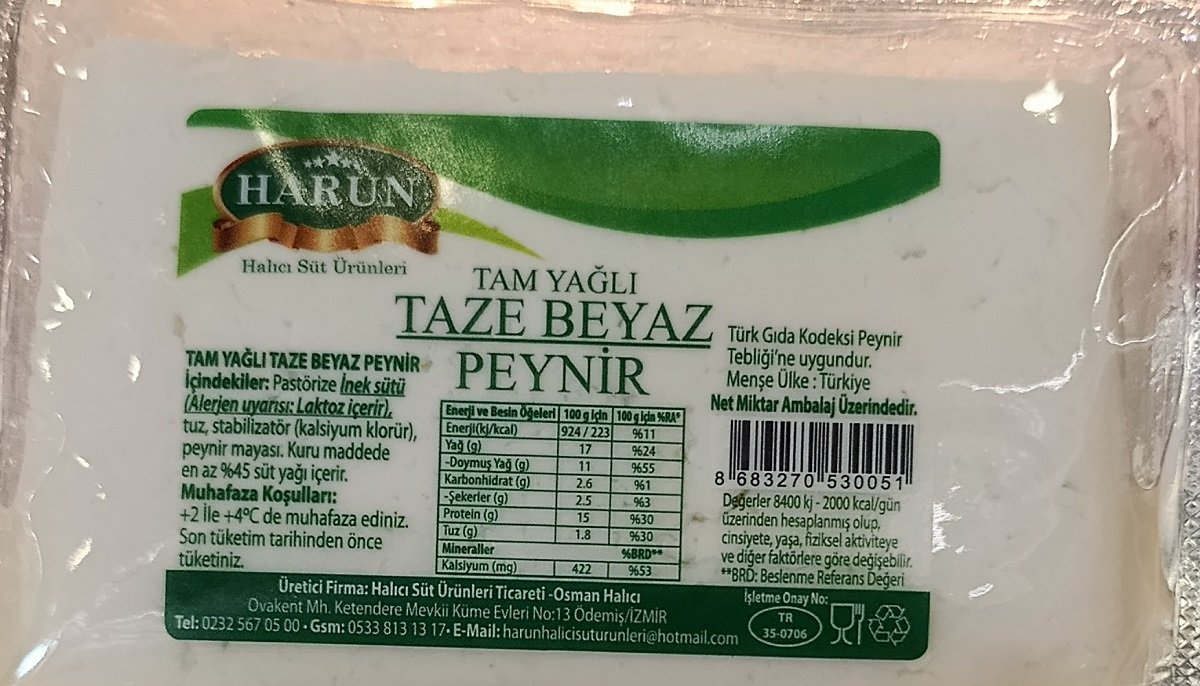 HARUN
Halıcı Süt Ürünleri
TAM YAĞLI
TAZE BEYAZ
PEYNİR
TAM YAĞLI TAZE BEYAZ PEYNİR
İçindekiler: Pastörize İnek sütü
(Alerjen uyarısı: Laktoz içerir),
tuz, stabilizatör (kalsiyum klorür),
peynir mayası. Kuru maddede
en az %45 süt yağı içerir.
Muhafaza Koşulları:
+2 İle +4ºC de muhafaza ediniz.
Son tüketim tarihinden önce
tüketiniz.
Enerji ve Besin Öğeleri 100 g İçin 100 g İçin %RA*
Enerji(kj/kcal) 924 / 223 %11
Yağ (g) 17 %24
-Doymuş Yağ (g) 11 %55
Karbonhidrat (g) 2.6 %1
-Şekerler (g) 2.5 %3
Protein (g) 15 %30
Tuz (g) 1.8 %30
Mineraller %BRD**
Kalsiyum (mg) 422 %53
Türk Gıda Kodeksi Peynir
Tebliği'ne uygundur.
Menşe Ülke : Türkiye
Net Miktar Ambalaj Üzerindedir.
8 683270 530051
Değerler 8400 kj - 2000 kcal/gün
üzerinden hesaplanmış olup,
cinsiyete, yaşa, fiziksel aktiviteye
ve diğer faktörlere göre değişebilir.
**BRD: Beslenme Referans Değeri
Üretici Firma: Halıcı Süt Ürünleri Ticareti -Osman Halıcı
Ovakent Mh. Ketendere Mevkii Küme Evleri No:13 Ödemiş/İZMİR
Tel: 0232 567 05 00 • Gsm: 0533 813 13 17 • E-Mail: harunhalicisuturunleri@hotmail.com
İşletme Onay No:
TR
35-0706